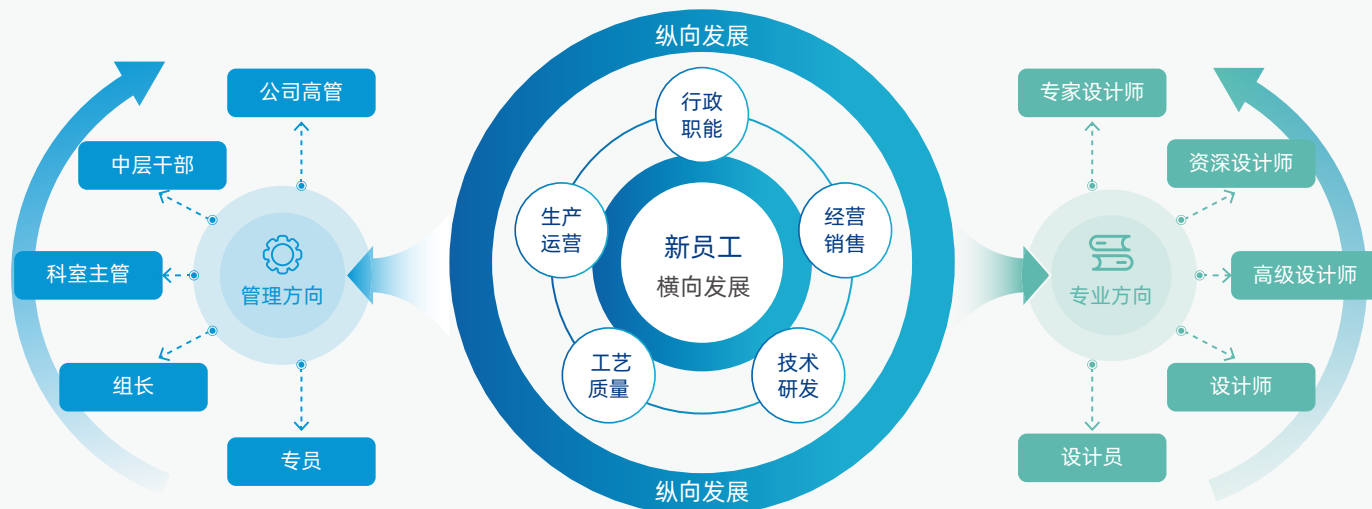 公司高管
中层干部
科室主管
组长
专员
管理方向
纵向发展
行政
职能
生产
运营
经营
销售
新员工
横向发展
工艺
质量
技术
研发
纵向发展
专业方向
专家设计师
资深设计师
高级设计师
设计师
设计员